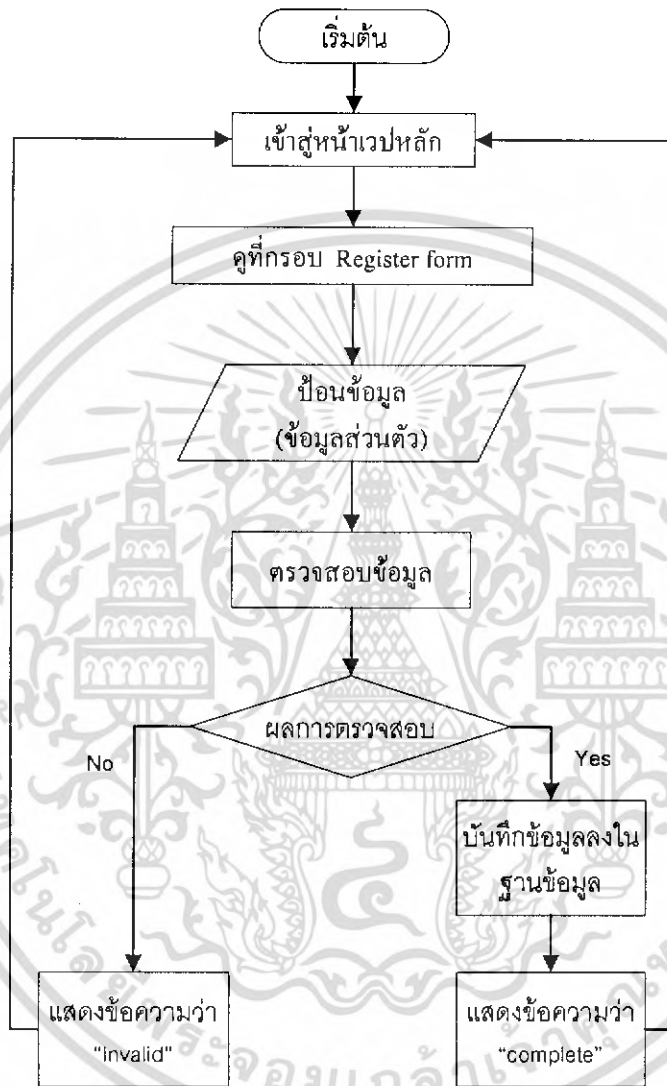 เริ่มต้น
เข้าสู่หน้าเวปหลัก
ดูที่กรอบ Register form
ป้อนข้อมูล
(ข้อมูลส่วนตัว)
ตรวจสอบข้อมูล
ผลการตรวจสอบ
No
Yes
บันทึกข้อมูลลงใน
ฐานข้อมูล
แสดงข้อความว่า
"invalid"
แสดงข้อความว่า
"complete"